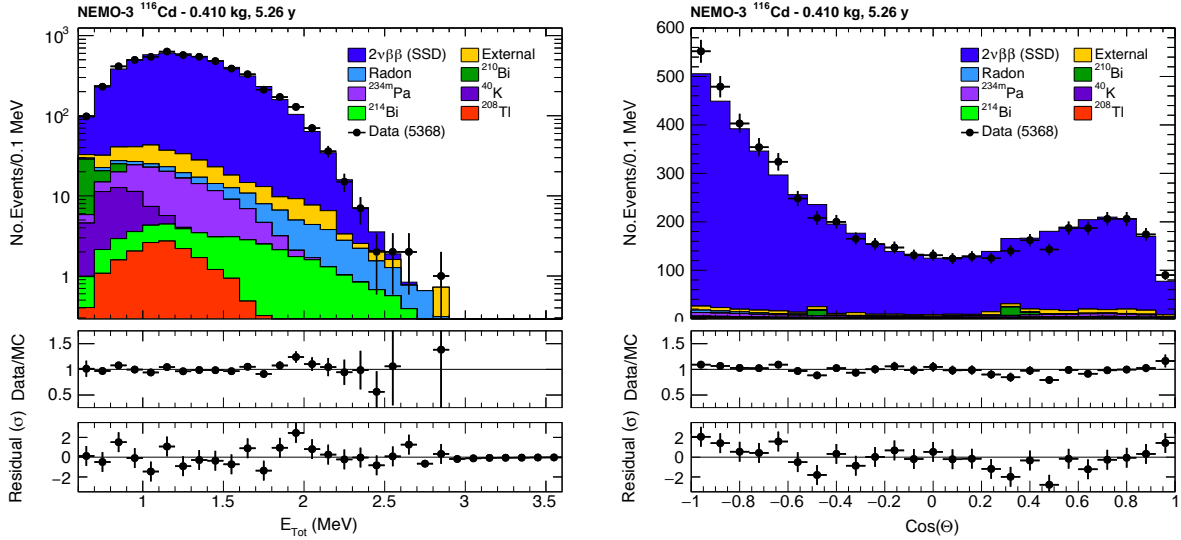 NEMO-3 ¹¹⁶Cd - 0.410 kg, 5.26 y
No.Events/0.1 MeV
10³
10²
10
1
2νββ (SSD)
External
Radon
²¹⁰Bi
²³⁴ᵐPa
⁴⁰K
²¹⁴Bi
²⁰⁸Tl
Data (5368)
Data/MC
1.5
1.0
0.5
Residual (σ)
2
0
−2
1 1.5 2 2.5 3 3.5
E_Tot (MeV)
NEMO-3 ¹¹⁶Cd - 0.410 kg, 5.26 y
No.Events/0.1 MeV
600
500
400
300
200
100
0
2νββ (SSD)
External
Radon
²¹⁰Bi
²³⁴ᵐPa
⁴⁰K
²¹⁴Bi
²⁰⁸Tl
Data (5368)
Data/MC
1.5
1.0
0.5
Residual (σ)
2
0
−2
−1 −0.8 −0.6 −0.4 −0.2 0 0.2 0.4 0.6 0.8 1
Cos(Θ)